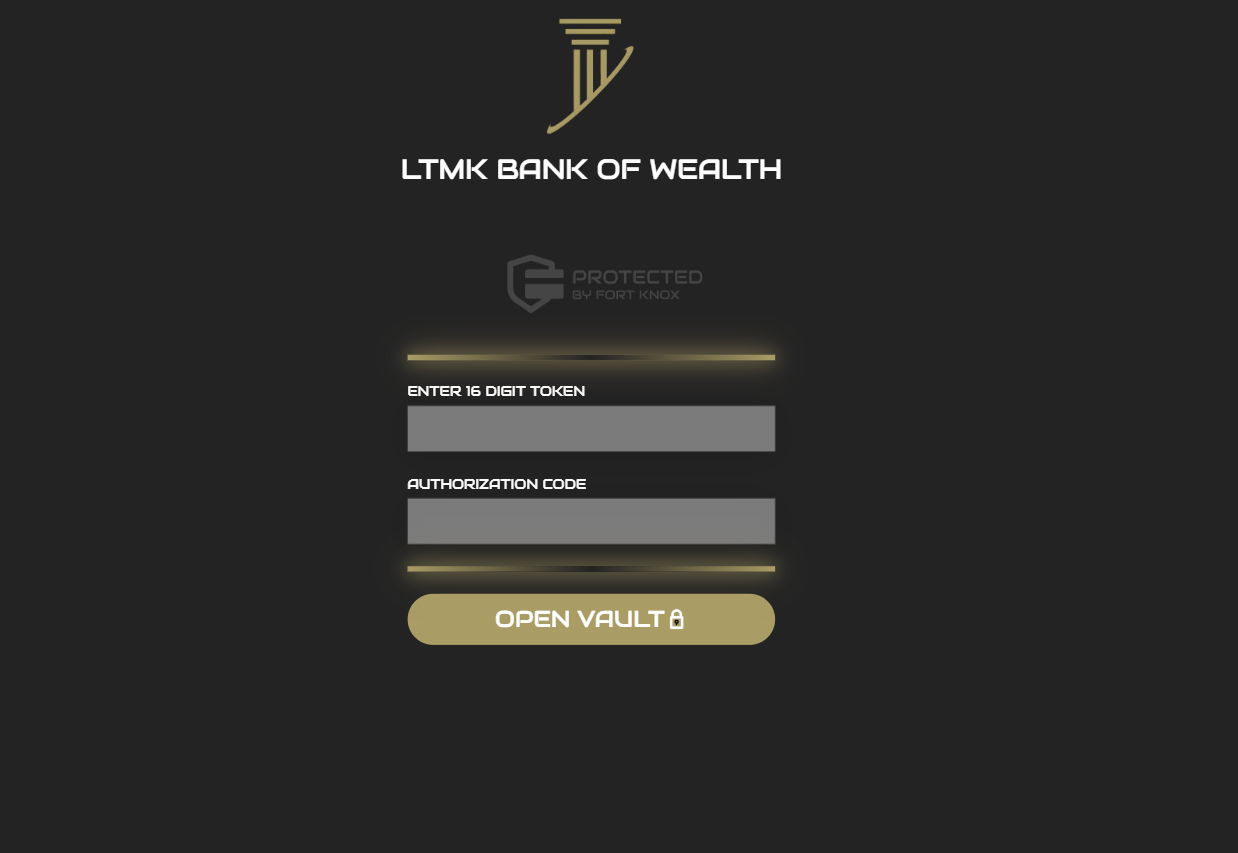 LTMK BANK OF WEALTH
PROTECTED
BY FORT KNOX
ENTER 16 DIGIT TOKEN
AUTHORIZATION CODE
OPEN VAULT